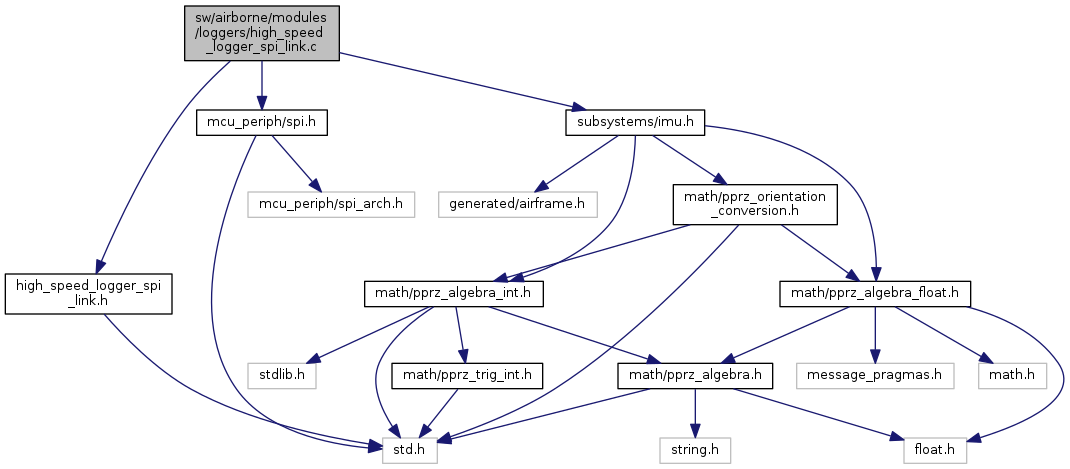 sw/airborne/modules
/loggers/high_speed
_logger_spi_link.c
mcu_periph/spi.h
subsystems/imu.h
mcu_periph/spi_arch.h
generated/airframe.h
math/pprz_orientation
_conversion.h
high_speed_logger_spi
_link.h
math/pprz_algebra_int.h
math/pprz_algebra_float.h
stdlib.h
math/pprz_trig_int.h
math/pprz_algebra.h
message_pragmas.h
math.h
std.h
string.h
float.h